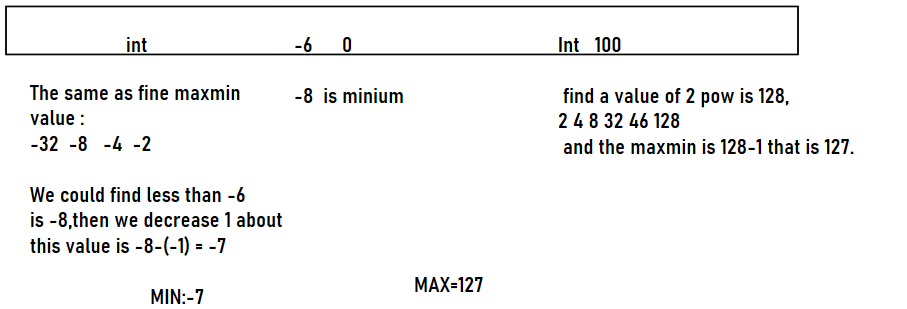 int -6 0 Int 100
The same as fine maxmin
value :
-32 -8 -4 -2
-8 is minium
find a value of 2 pow is 128,
2 4 8 32 46 128
and the maxmin is 128-1 that is 127.
We could find less than -6
is -8,then we decrease 1 about
this value is -8-(-1) = -7
MIN:-7
MAX=127